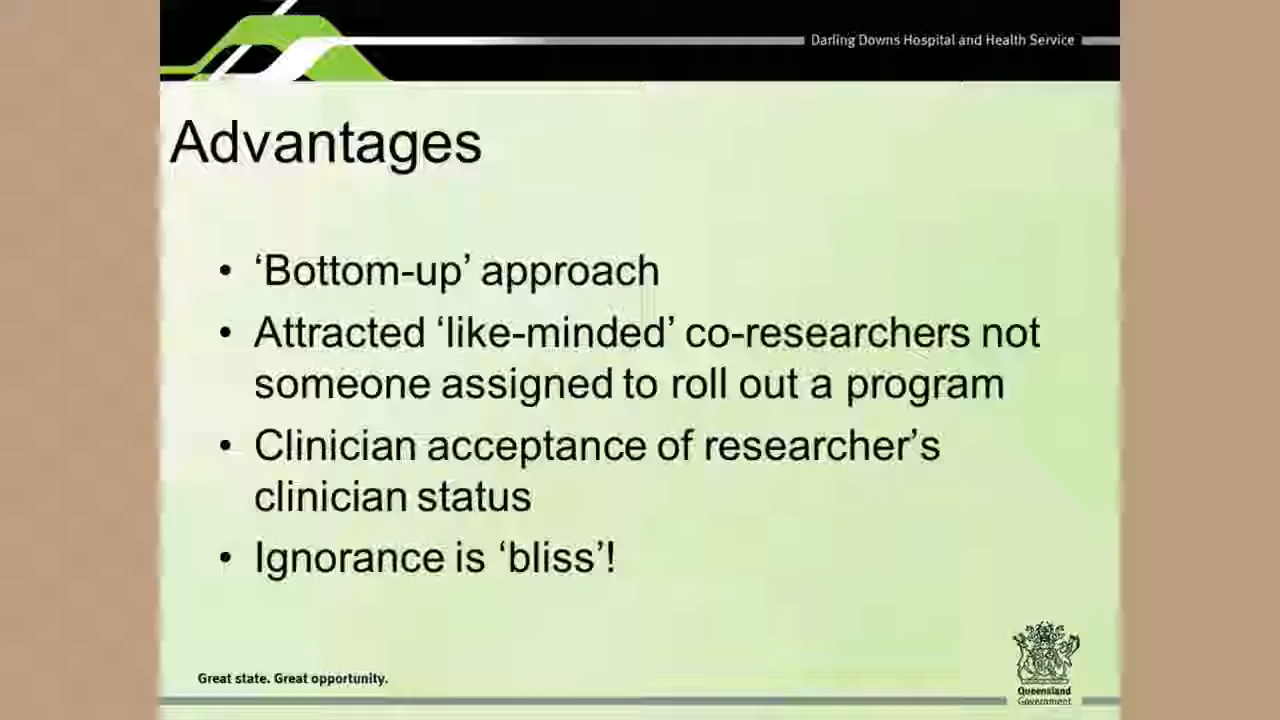 Darling Downs Hospital and Health Service
Advantages
• ‘Bottom-up’ approach
• Attracted ‘like-minded’ co-researchers not
someone assigned to roll out a program
• Clinician acceptance of researcher’s
clinician status
• Ignorance is ‘bliss’!
Great state. Great opportunity.
Queensland
Government